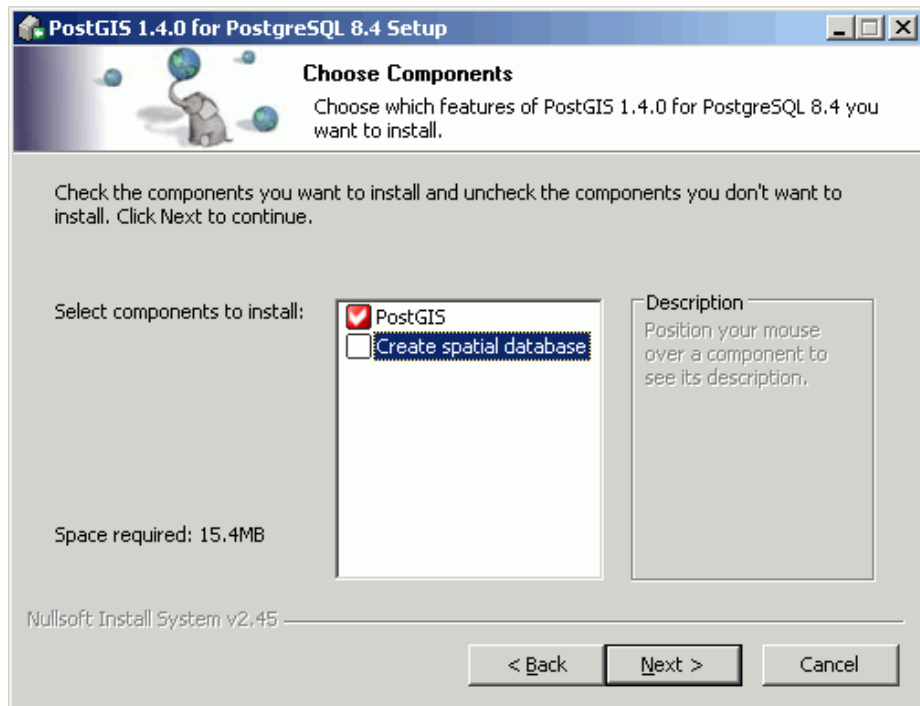 PostGIS 1.4.0 for PostgreSQL 8.4 Setup
Choose Components
Choose which features of PostGIS 1.4.0 for PostgreSQL 8.4 you
want to install.
Check the components you want to install and uncheck the components you don't want to
install. Click Next to continue.
Select components to install:
PostGIS
Create spatial database
Description
Position your mouse
over a component to
see its description.
Space required: 15.4MB
Nullsoft Install System v2.45
< Back
Next >
Cancel